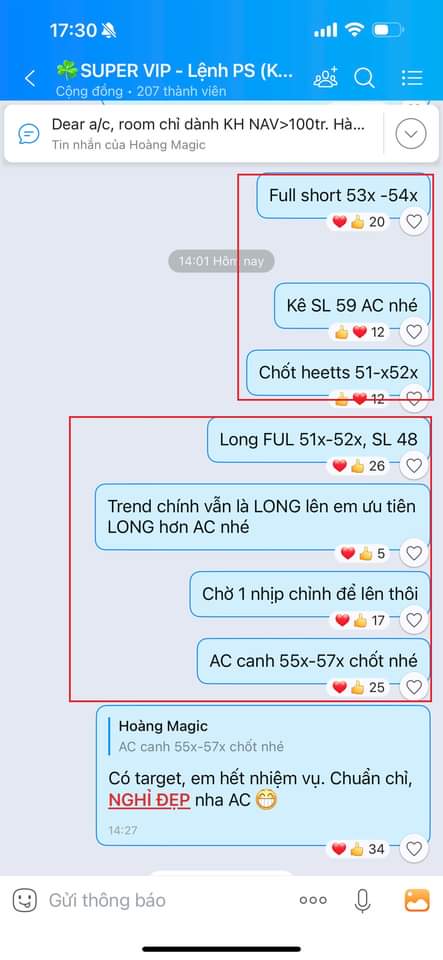 17:30
☘️SUPER VIP - Lệnh PS (K...
Cộng đồng • 207 thành viên
Dear a/c, room chỉ dành KH NAV>100tr. Hà...
Tin nhắn của Hoàng Magic
Full short 53x -54x
20
14:01 Hôm nay
Kê SL 59 AC nhé
12
Chốt heetts 51-x52x
12
Long FUL 51x-52x, SL 48
26
Trend chính vẫn là LONG lên em ưu tiên
LONG hơn AC nhé
5
Chờ 1 nhịp chỉnh để lên thôi
17
AC canh 55x-57x chốt nhé
25
Hoàng Magic
AC canh 55x-57x chốt nhé
Có target, em hết nhiệm vụ. Chuẩn chỉ,
NGHỈ ĐẸP nha AC 😁
14:27
34
Gửi thông báo